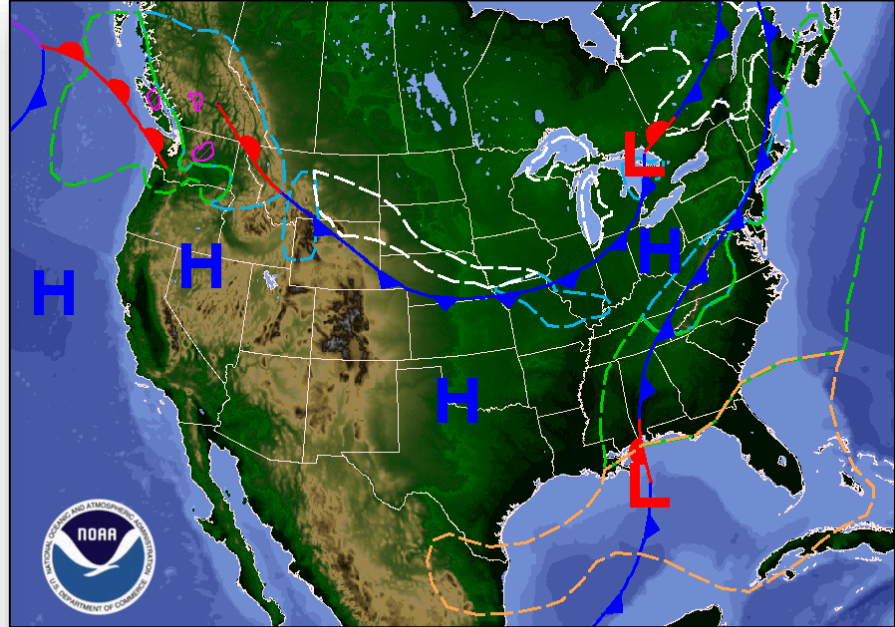 L
H
H
H
H
L
NATIONAL OCEANIC AND ATMOSPHERIC ADMINISTRATION
NOAA
U.S. DEPARTMENT OF COMMERCE